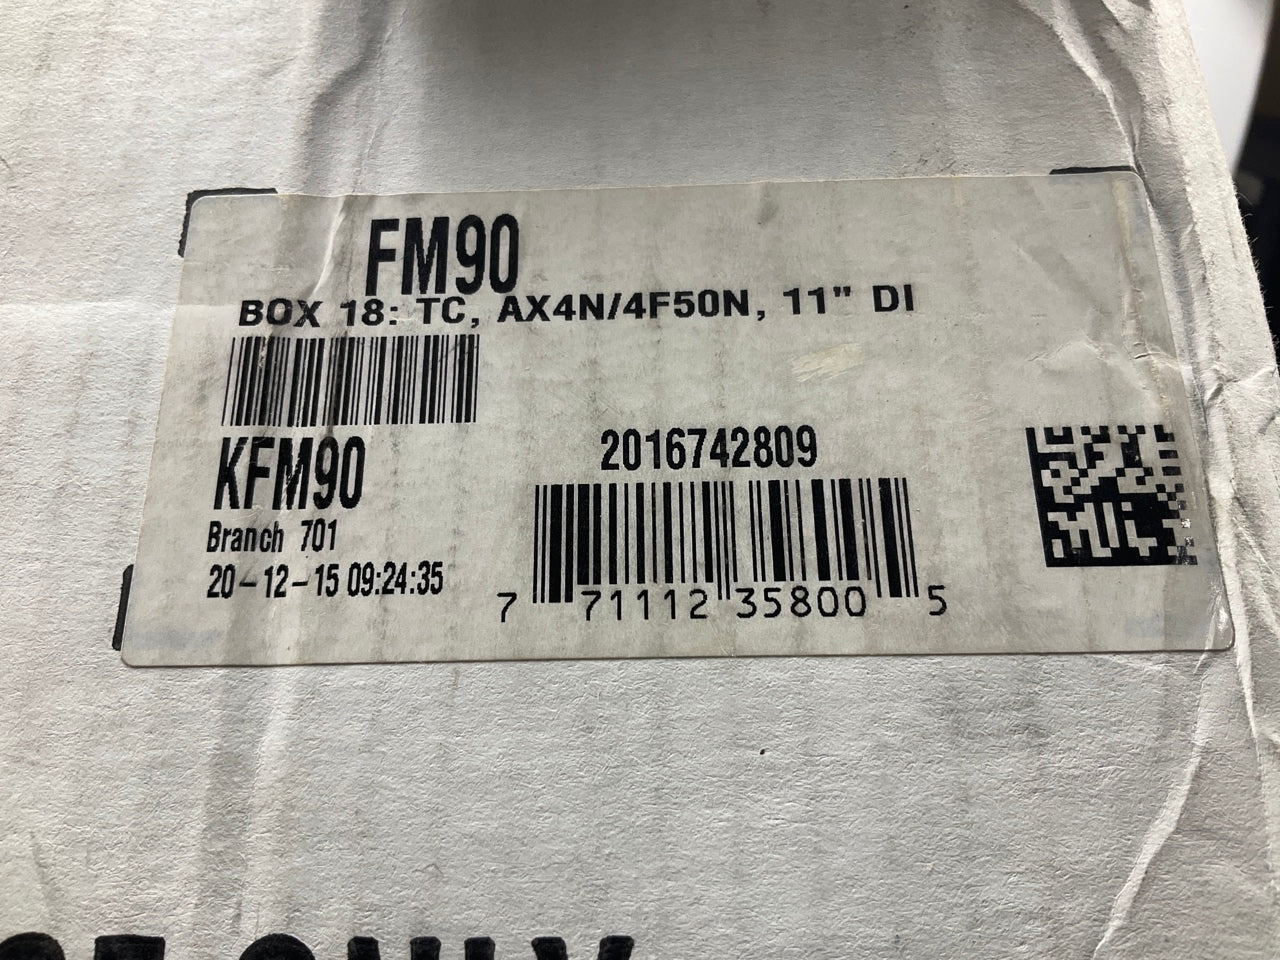 FM90
BOX 18: TC, AX4N/4F50N, 11" DI
KFM90
2016742809
Branch 701
20-12-15 09:24:35
7 71112 35800 5
ONLY